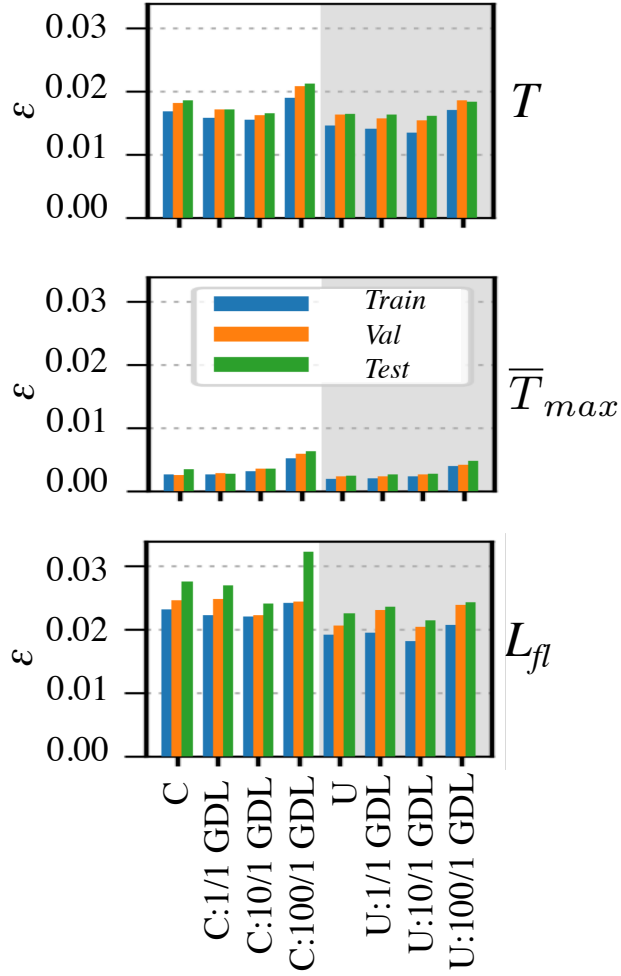 0.03
0.02
0.01
0.00
ε
T
0.03
0.02
0.01
0.00
ε
Train
Val
Test
T̅max
0.03
0.02
0.01
0.00
ε
Lfl
C
C:1/1 GDL
C:10/1 GDL
C:100/1 GDL
U
U:1/1 GDL
U:10/1 GDL
U:100/1 GDL